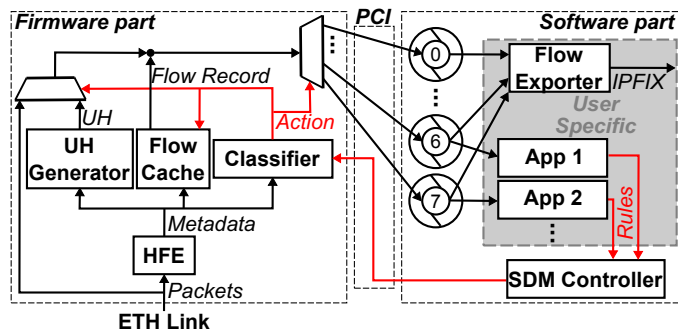 Firmware part
PCI
Software part
Flow Record
UH
Action
UH
Generator
Flow
Cache
Classifier
Metadata
HFE
Packets
ETH Link
0
6
7
Flow
Exporter
IPFIX
User
Specific
App 1
App 2
Rules
SDM Controller